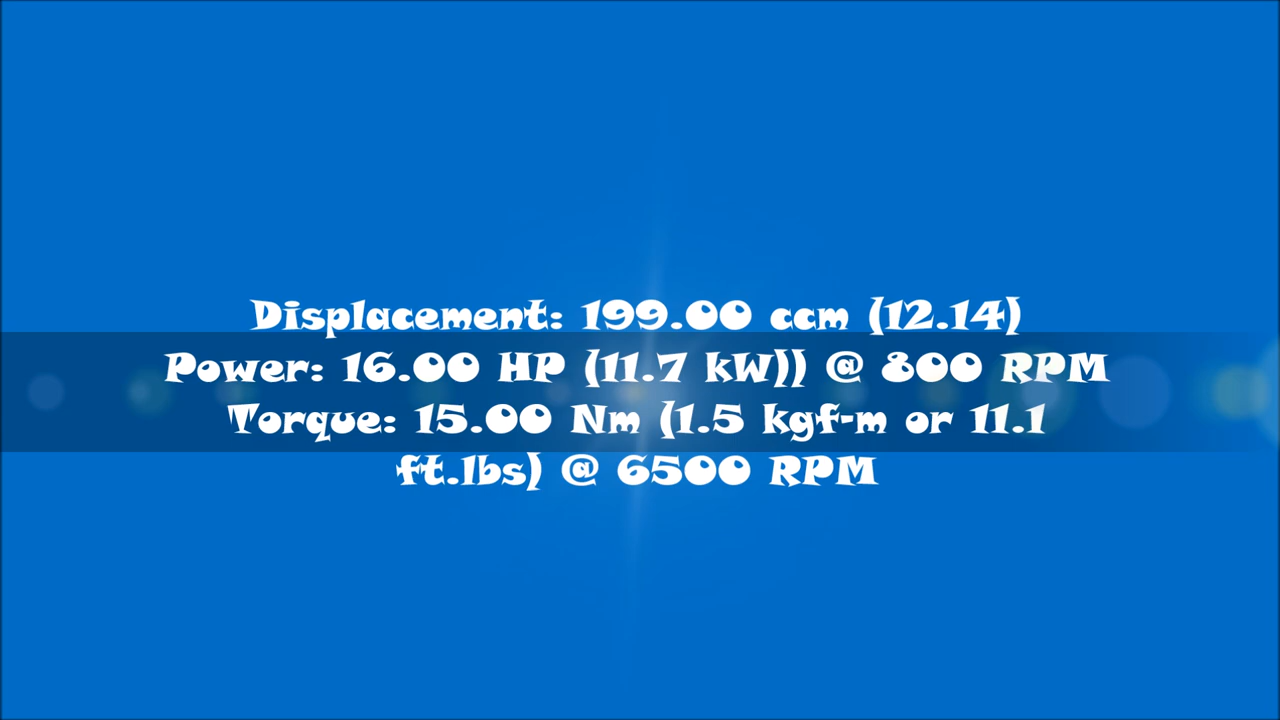 Displacement: 199.00 ccm (12.14)
Power: 16.00 HP (11.7 kW)) @ 800 RPM
Torque: 15.00 Nm (1.5 kgf-m or 11.1
ft.lbs) @ 6500 RPM